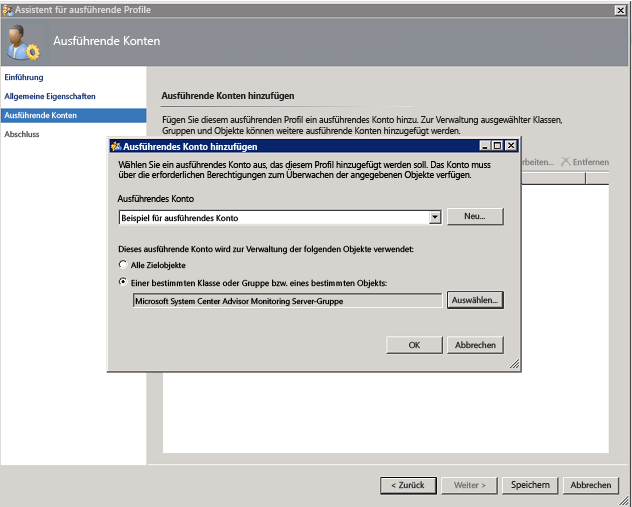 Assistent für ausführende Profile
Ausführende Konten
Einführung
Allgemeine Eigenschaften
Ausführende Konten
Abschluss
Ausführende Konten hinzufügen
Fügen Sie diesem ausführenden Profil ein ausführendes Konto hinzu. Zur Verwaltung ausgewählter Klassen,
Gruppen und Objekte können weitere ausführende Konten hinzugefügt werden.
rbeiten... Entfernen
Ausführendes Konto hinzufügen
Wählen Sie ein ausführendes Konto aus, das diesem Profil hinzugefügt werden soll. Das Konto muss
über die erforderlichen Berechtigungen zum Überwachen der angegebenen Objekte verfügen.
Ausführendes Konto
Beispiel für ausführendes Konto
Neu...
Dieses ausführende Konto wird zur Verwaltung der folgenden Objekte verwendet:
Alle Zielobjekte
Einer bestimmten Klasse oder Gruppe bzw. eines bestimmten Objekts:
Microsoft System Center Advisor Monitoring Server-Gruppe
Auswählen...
OK Abbrechen
< Zurück Weiter > Speichern Abbrechen